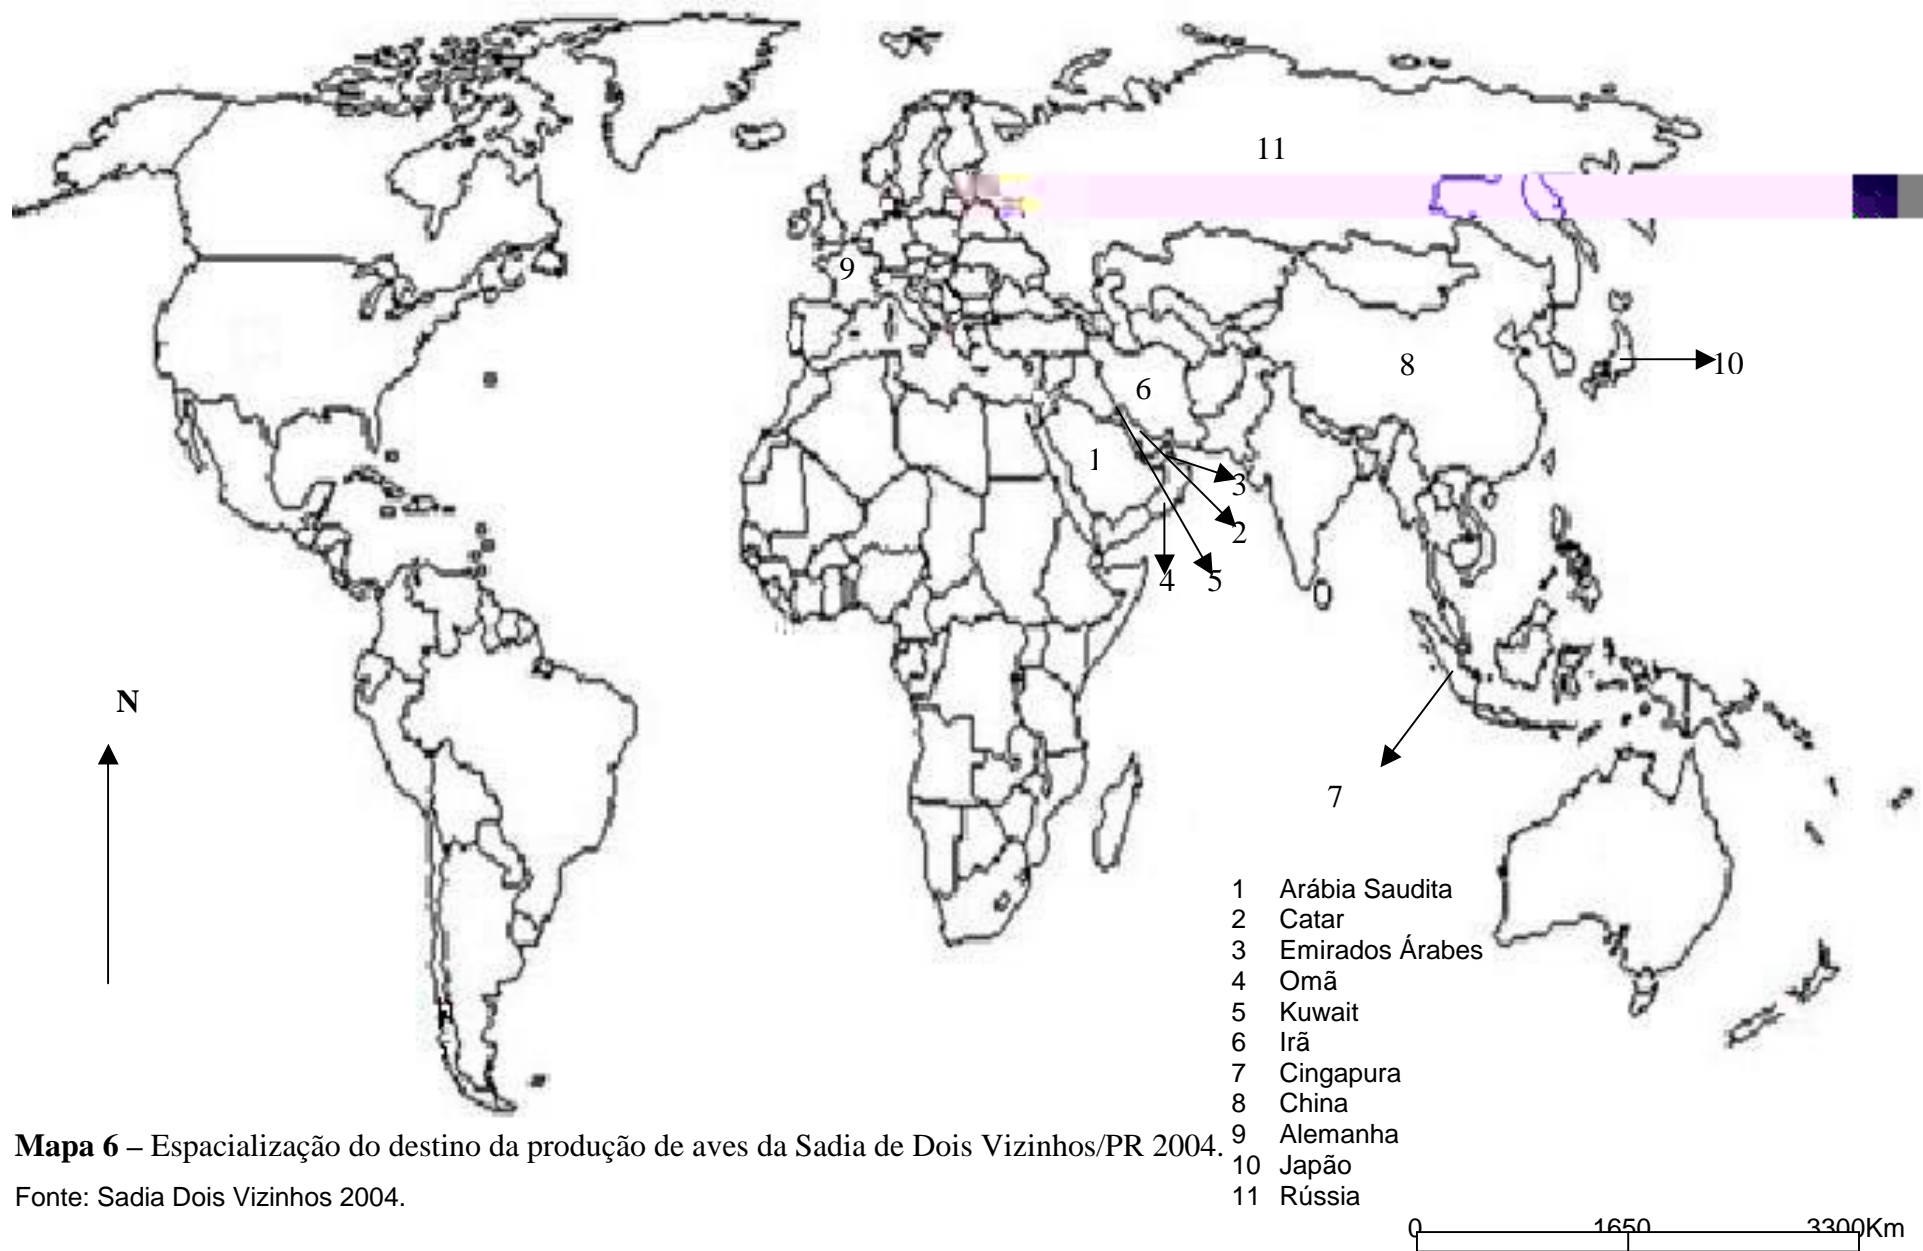 11
9
8
10
6
1
3
2
4
5
N
7
1 Arábia Saudita
2 Catar
3 Emirados Árabes
4 Omã
5 Kuwait
6 Irã
7 Cingapura
8 China
9 Alemanha
10 Japão
11 Rússia
Mapa 6 – Espacialização do destino da produção de aves da Sadia de Dois Vizinhos/PR 2004.
Fonte: Sadia Dois Vizinhos 2004.
0 1650 3300Km